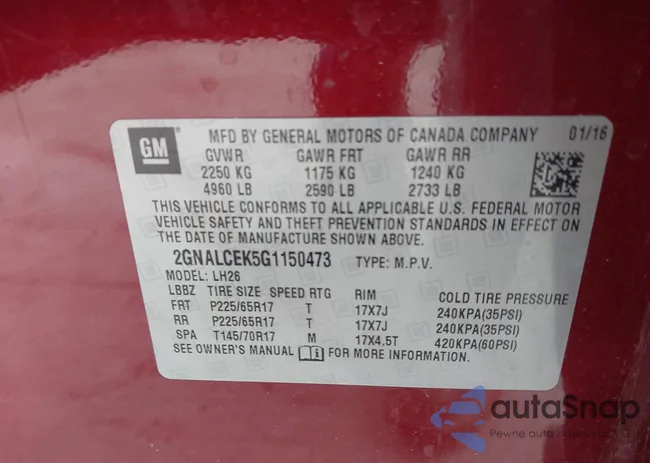 GM
MFD BY GENERAL MOTORS OF CANADA COMPANY 01/16
GVWR GAWR FRT GAWR RR
2250 KG 1175 KG 1240 KG
4960 LB 2590 LB 2733 LB
THIS VEHICLE CONFORMS TO ALL APPLICABLE U.S. FEDERAL MOTOR
VEHICLE SAFETY AND THEFT PREVENTION STANDARDS IN EFFECT ON
THE DATE OF MANUFACTURE SHOWN ABOVE.
2GNALCEK5G1150473 TYPE: M.P.V.
MODEL: LH26
LBBZ TIRE SIZE SPEED RTG RIM COLD TIRE PRESSURE
FRT P225/65R17 T 17X7J 240KPA(35PSI)
RR P225/65R17 T 17X7J 240KPA(35PSI)
SPA T145/70R17 M 17X4.5T 420KPA(60PSI)
SEE OWNER'S MANUAL FOR MORE INFORMATION.
autaSnap
Pewne auto z